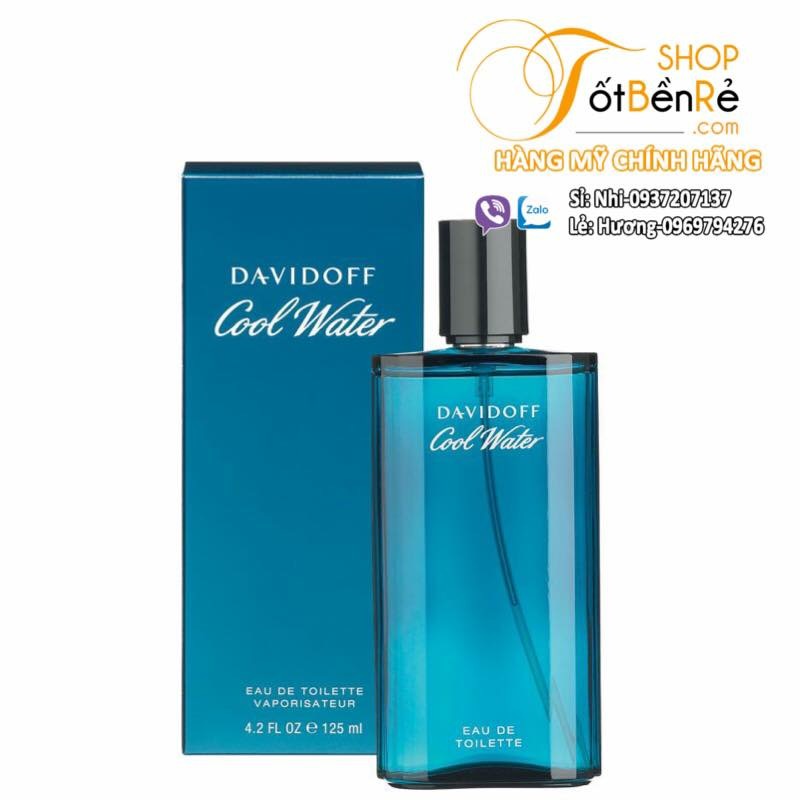 SHOP
TốtBềnRẻ
.com
HÀNG MỸ CHÍNH HÃNG
Sỉ: Nhi-0937207137
Zalo
Lẻ: Hương-0969794276
DAVIDOFF
Cool Water
EAU DE TOILETTE
VAPORISATEUR
4.2 FL OZ e 125 ml
DAVIDOFF
Cool Water
EAU DE
TOILETTE